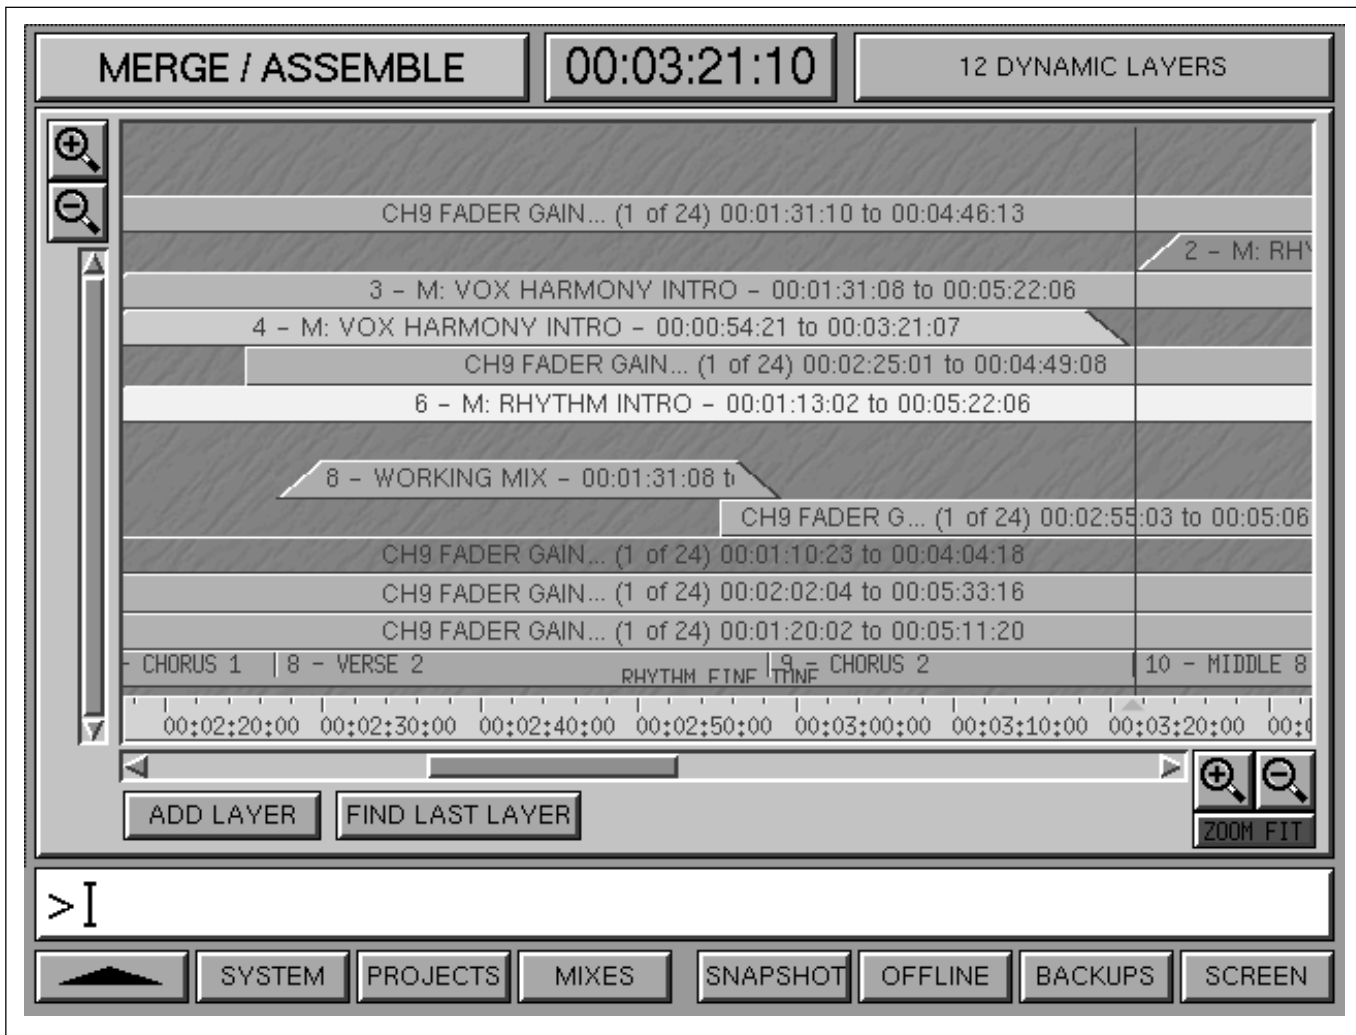 MERGE / ASSEMBLE
00:03:21:10
12 DYNAMIC LAYERS
CH9 FADER GAIN... (1 of 24) 00:01:31:10 to 00:04:46:13
2 – M: RHY
3 – M: VOX HARMONY INTRO – 00:01:31:08 to 00:05:22:06
4 – M: VOX HARMONY INTRO – 00:00:54:21 to 00:03:21:07
CH9 FADER GAIN... (1 of 24) 00:02:25:01 to 00:04:49:08
6 – M: RHYTHM INTRO – 00:01:13:02 to 00:05:22:06
8 – WORKING MIX – 00:01:31:08 t
CH9 FADER G... (1 of 24) 00:02:55:03 to 00:05:06
CH9 FADER GAIN... (1 of 24) 00:01:10:23 to 00:04:04:18
CH9 FADER GAIN... (1 of 24) 00:02:02:04 to 00:05:33:16
CH9 FADER GAIN... (1 of 24) 00:01:20:02 to 00:05:11:20
- CHORUS 1 | 8 – VERSE 2 | 9 – CHORUS 2 | 10 – MIDDLE 8
RHYTHM FINE TUNE
00:02:20:00 00:02:30:00 00:02:40:00 00:02:50:00 00:03:00:00 00:03:10:00 00:03:20:00 00:0
ADD LAYER FIND LAST LAYER
ZOOM FIT
>
SYSTEM PROJECTS MIXES SNAPSHOT OFFLINE BACKUPS SCREEN